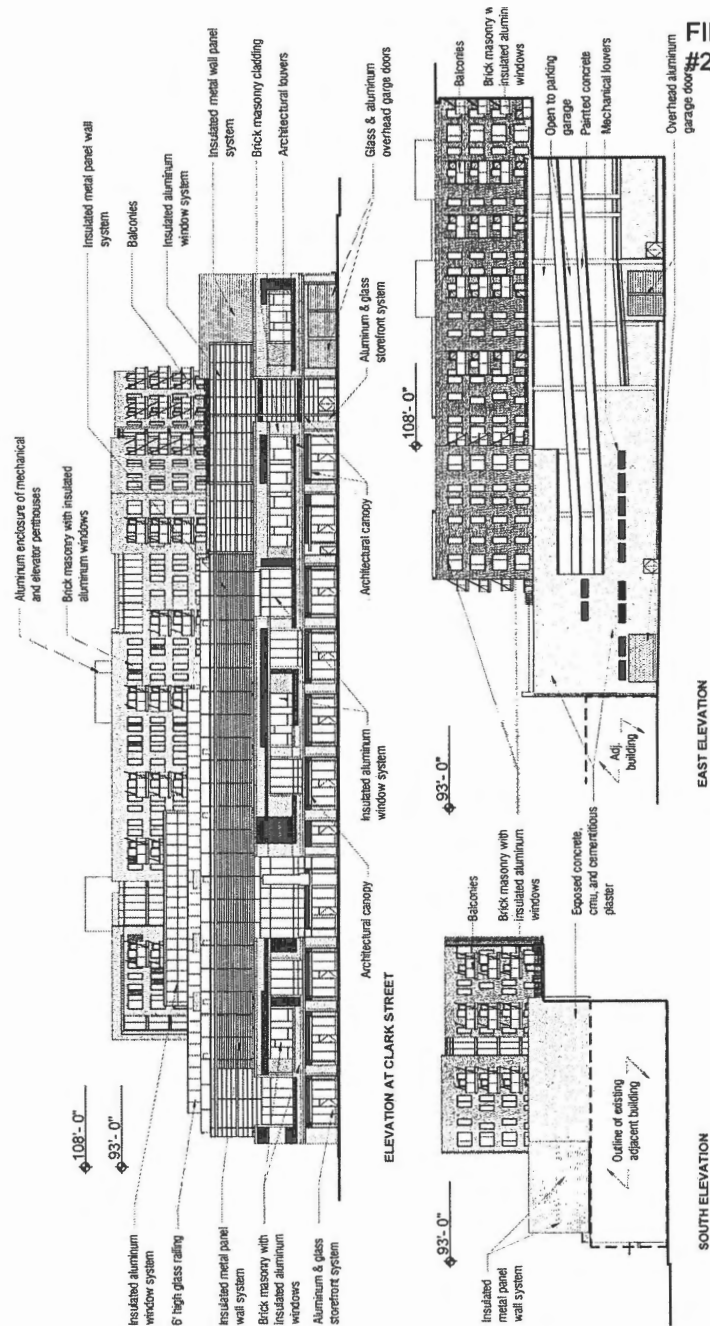 Aluminum enclosure of mechanical
and elevator penthouses
Brick masonry with insulated
aluminum windows
Insulated metal panel wall
system
Balconies
Insulated aluminum
window system
Insulated metal wall panel
system
Brick masonry cladding
Architectural louvers
Glass & aluminum
overhead garge doors
108'- 0"
93'- 0"
Insulated aluminum
window system
6' high glass railing
Insulated metal panel
wall system
Brick masonry with
insulated aluminum
windows
Aluminum & glass
storefront system
Architectural canopy
Insulated aluminum
window system
Architectural canopy
Aluminum & glass
storefront system
ELEVATION AT CLARK STREET
93'- 0"
Insulated
metal panel
wall system
Balconies
Brick masonry with
insulated aluminum
windows
Exposed concrete,
cmu, and cementitious
plaster
Outline of existing
adjacent building
SOUTH ELEVATION
93'- 0"
108'- 0"
Adj.
building
Balconies
Brick masonry w
insulated alumin
windows
Open to parking
garage
Painted concrete
Mechanical louvers
Overhead aluminum
garage doors
EAST ELEVATION
FI
#2